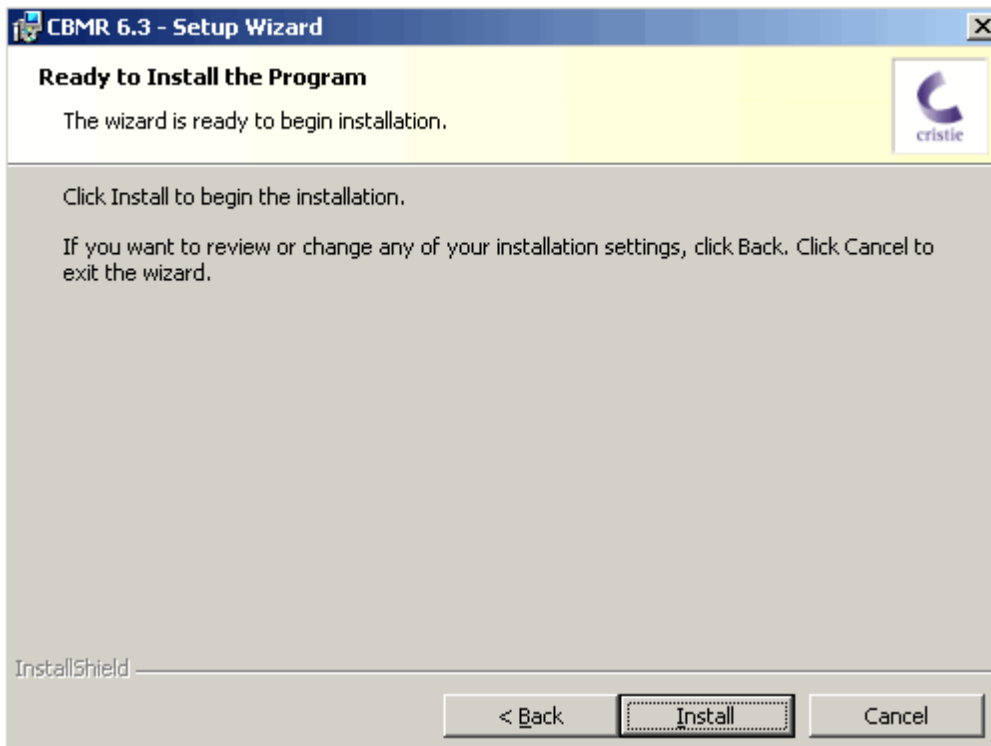 CBMR 6.3 - Setup Wizard
Ready to Install the Program
The wizard is ready to begin installation.
cristie
Click Install to begin the installation.
If you want to review or change any of your installation settings, click Back. Click Cancel to
exit the wizard.
InstallShield
< Back
Install
Cancel